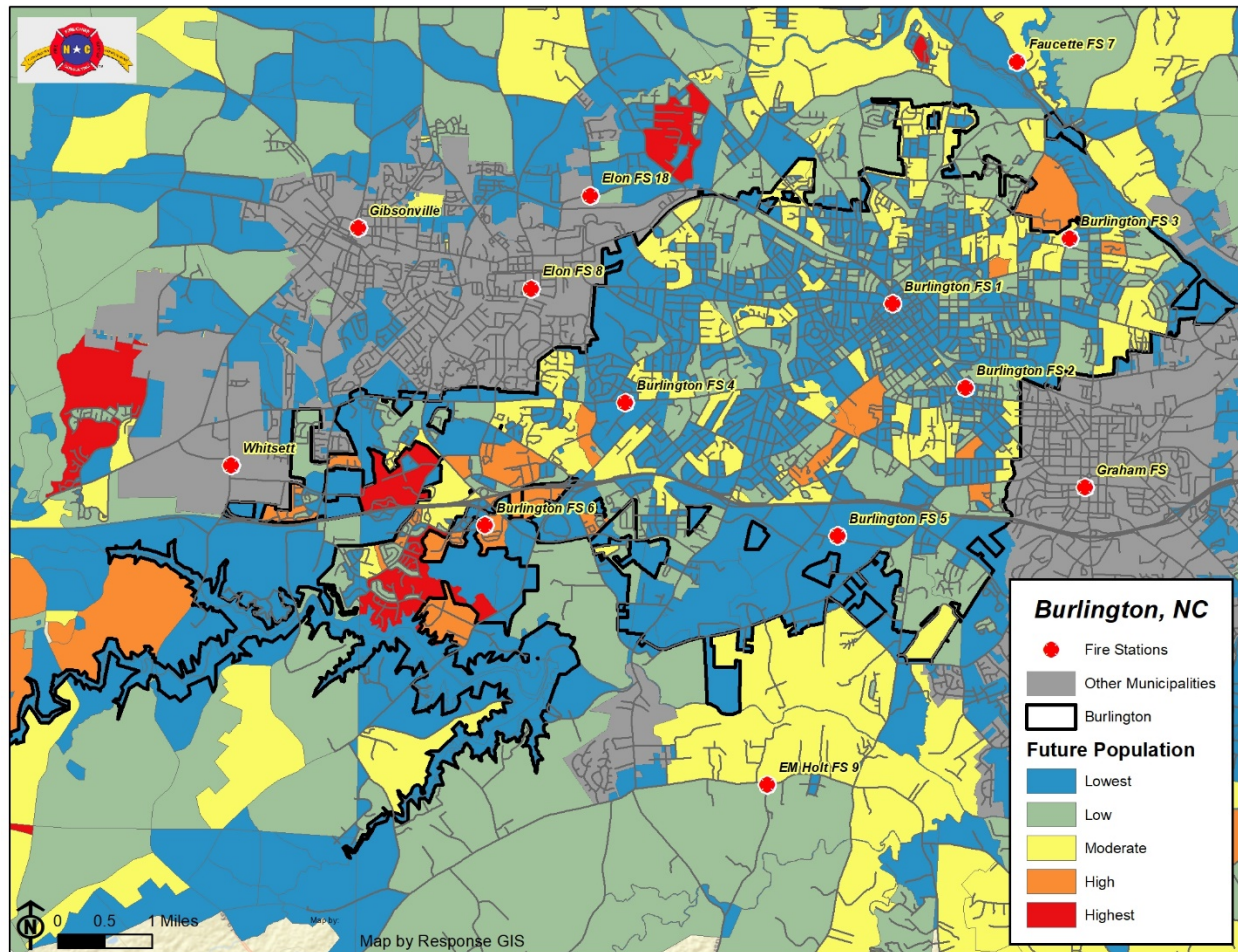 N ★ C
Faucette FS 7
Elon FS 18
Gibsonville
Burlington FS 3
Elon FS 8
Burlington FS 1
Burlington FS 4
Burlington FS 2
Whitsett
Graham FS
Burlington FS 6
Burlington FS 5
EM Holt FS 9
Burlington, NC
Fire Stations
Other Municipalities
Burlington
Future Population
Lowest
Low
Moderate
High
Highest
N
0 0.5 1 Miles
Map by:
Map by Response GIS